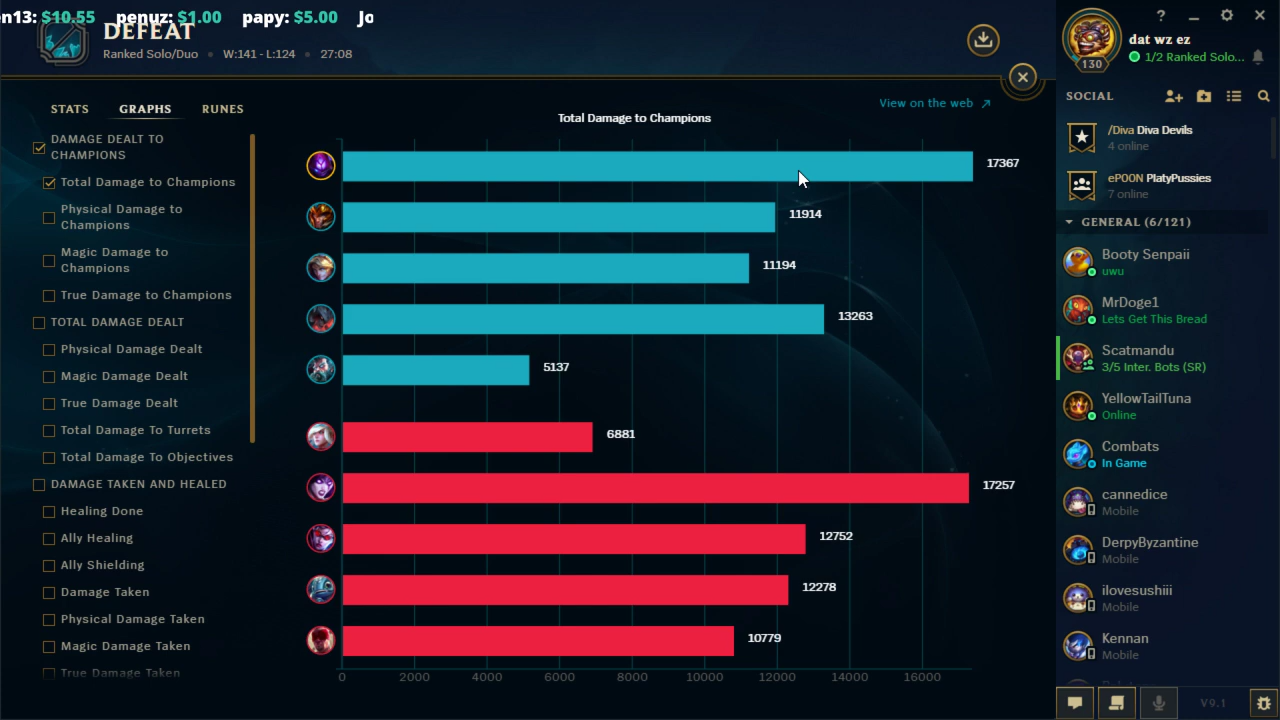 n13: $10.55 penuz: $1.00 papy: $5.00 Jo
DEFEAT
Ranked Solo/Duo • W:141 - L:124 • 27:08
STATS GRAPHS RUNES
View on the web
DAMAGE DEALT TO
CHAMPIONS
Total Damage to Champions
Physical Damage to
Champions
Magic Damage to
Champions
True Damage to Champions
TOTAL DAMAGE DEALT
Physical Damage Dealt
Magic Damage Dealt
True Damage Dealt
Total Damage To Turrets
Total Damage To Objectives
DAMAGE TAKEN AND HEALED
Healing Done
Ally Healing
Ally Shielding
Damage Taken
Physical Damage Taken
Magic Damage Taken
True Damage Taken
Total Damage to Champions
17367
11914
11194
13263
5137
6881
17257
12752
12278
10779
0 2000 4000 6000 8000 10000 12000 14000 16000
?
130
dat wz ez
1/2 Ranked Solo...
SOCIAL
/Diva Diva Devils
4 online
ePOON PlatyPussies
7 online
GENERAL (6/121)
Booty Senpaii
uwu
MrDoge1
Lets Get This Bread
Scatmandu
3/5 Inter. Bots (SR)
YellowTailTuna
Online
Combats
In Game
cannedice
Mobile
DerpyByzantine
Mobile
ilovesushiii
Mobile
Kennan
Mobile
V9.1